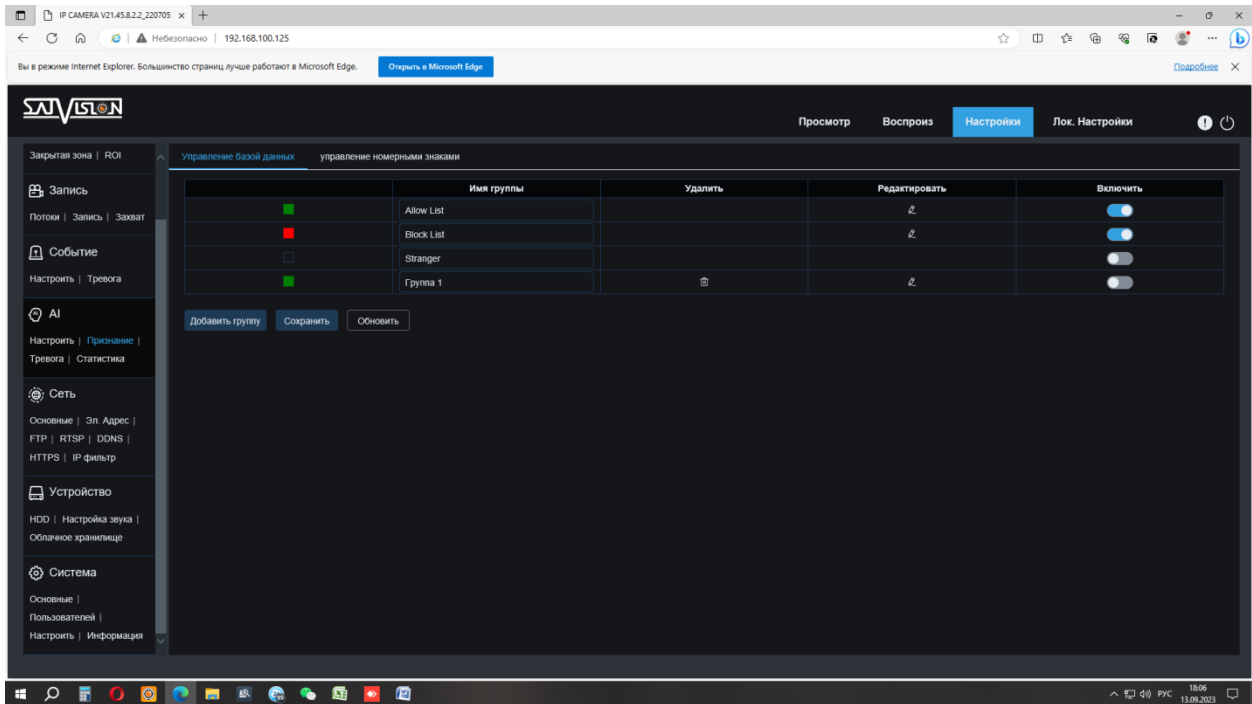 IP CAMERA V21.45.8.2.2_220705
Небезопасно | 192.168.100.125
Вы в режиме Internet Explorer. Большинство страниц лучше работают в Microsoft Edge. Открыть в Microsoft Edge Подробнее
SATVISION
Просмотр Воспроиз Настройки Лок. Настройки
Закрытая зона | ROI
Запись
Потоки | Запись | Захват
Событие
Настроить | Тревога
AI
Настроить | Признание |
Тревога | Статистика
Сеть
Основные | Эл. Адрес |
FTP | RTSP | DDNS |
HTTPS | IP фильтр
Устройство
HDD | Настройка звука |
Облачное хранилище
Система
Основные |
Пользователей |
Настроить | Информация
Управление базой данных управление номерными знаками
Имя группы Удалить Редактировать Включить
Allow List
Block List
Stranger
Группа 1
Добавить группу Сохранить Обновить
РУС 18:06
13.09.2023